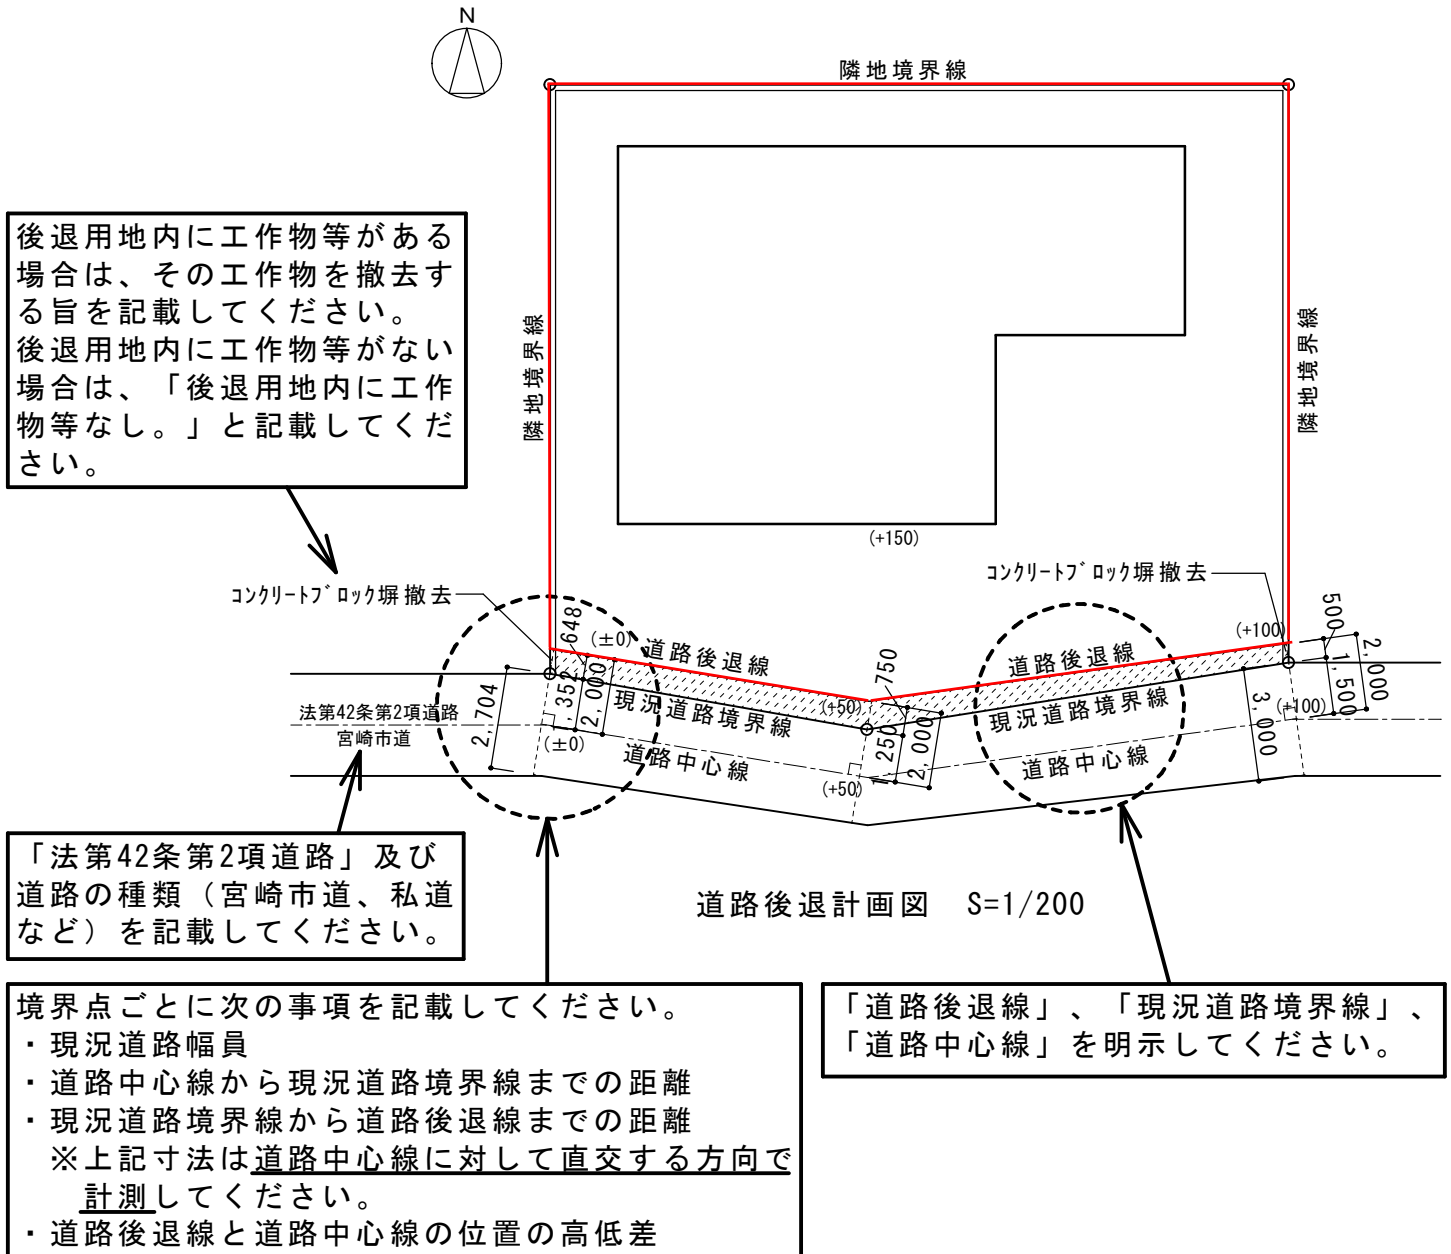 N
隣地境界線
後退用地内に工作物等がある
場合は、その工作物を撤去す
る旨を記載してください。
後退用地内に工作物等がない
場合は、「後退用地内に工作
物等なし。」と記載してくだ
さい。
隣地境界線
隣地境界線
(+150)
コンクリートブロック塀撤去
コンクリートブロック塀撤去
648
(±0)
道路後退線
750
道路後退線
(+100)
500
2,000
1,500
2,704
1,352
2,000
現況道路境界線
(+50)
現況道路境界線
3,000
(+100)
法第42条第2項道路
宮崎市道
(±0)
道路中心線
(+50)
1,250
2,000
道路中心線
「法第42条第2項道路」及び
道路の種類（宮崎市道、私道
など）を記載してください。
道路後退計画図　S=1/200
境界点ごとに次の事項を記載してください。
・現況道路幅員
・道路中心線から現況道路境界線までの距離
・現況道路境界線から道路後退線までの距離
※上記寸法は道路中心線に対して直交する方向で
計測してください。
・道路後退線と道路中心線の位置の高低差
「道路後退線」、「現況道路境界線」、
「道路中心線」を明示してください。